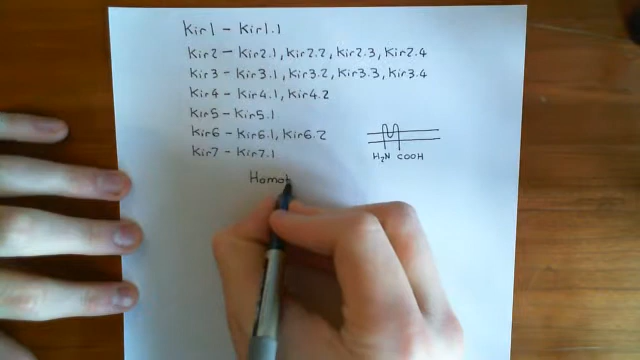 Kir1 - Kir1.1
Kir2 - Kir2.1, Kir2.2, Kir2.3, Kir2.4
Kir3 - Kir3.1, Kir3.2, Kir3.3, Kir3.4
Kir4 - Kir4.1, Kir4.2
Kir5 - Kir5.1
Kir6 - Kir6.1, Kir6.2
Kir7 - Kir7.1
H₂N COOH
Homot